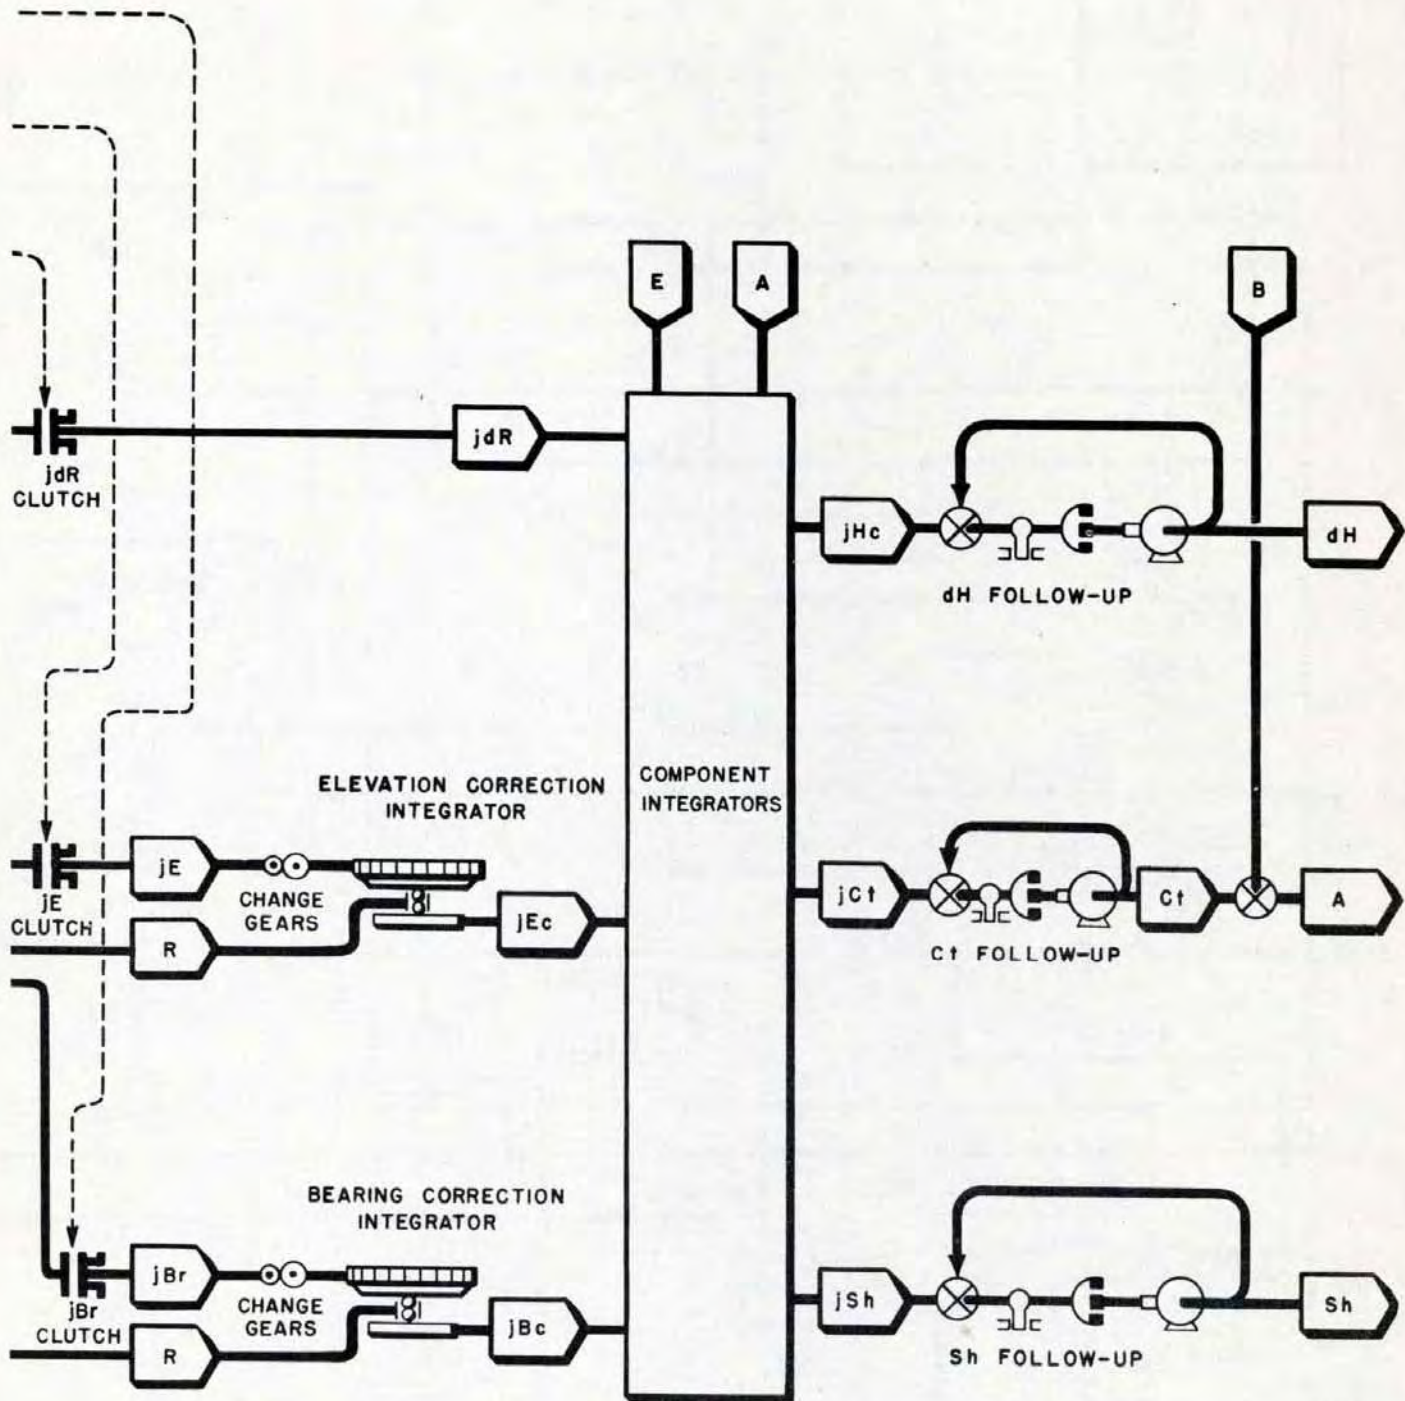 E
A
B
jdR
jdR
CLUTCH
jHc
dH
dH FOLLOW-UP
ELEVATION CORRECTION
INTEGRATOR
COMPONENT
INTEGRATORS
jE
CHANGE
GEARS
jE
CLUTCH
R
jEc
jCt
Ct
A
Ct FOLLOW-UP
BEARING CORRECTION
INTEGRATOR
jBr
CHANGE
GEARS
jBr
CLUTCH
R
jBc
jSh
Sh
Sh FOLLOW-UP